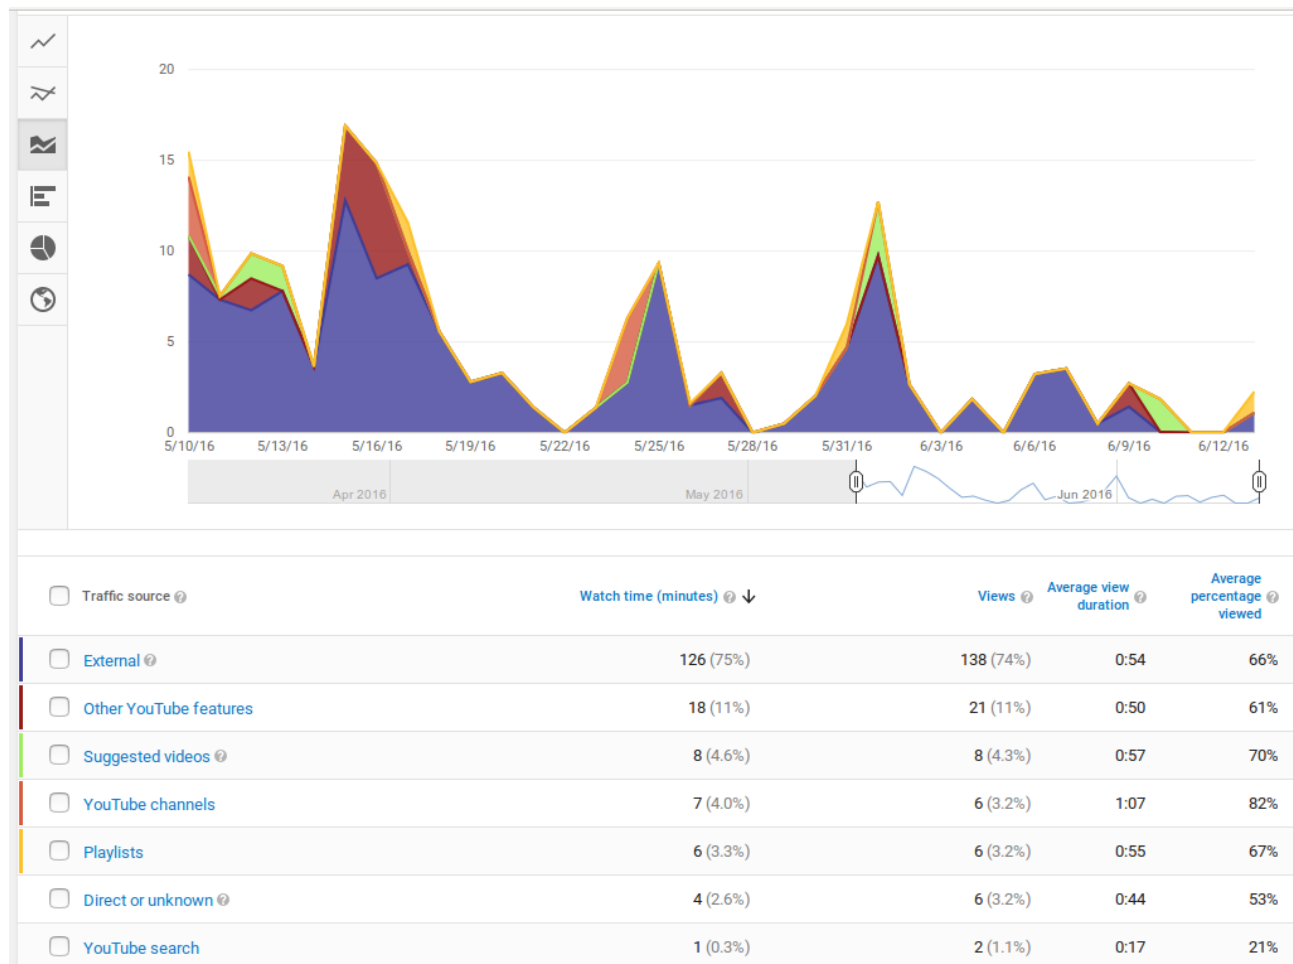 20
15
10
5
0
5/10/16 5/13/16 5/16/16 5/19/16 5/22/16 5/25/16 5/28/16 5/31/16 6/3/16 6/6/16 6/9/16 6/12/16
Apr 2016 May 2016 Jun 2016
Traffic source ? Watch time (minutes) ? ↓ Views ? Average view duration ? Average percentage viewed ?
External ? 126 (75%) 138 (74%) 0:54 66%
Other YouTube features 18 (11%) 21 (11%) 0:50 61%
Suggested videos ? 8 (4.6%) 8 (4.3%) 0:57 70%
YouTube channels 7 (4.0%) 6 (3.2%) 1:07 82%
Playlists 6 (3.3%) 6 (3.2%) 0:55 67%
Direct or unknown ? 4 (2.6%) 6 (3.2%) 0:44 53%
YouTube search 1 (0.3%) 2 (1.1%) 0:17 21%